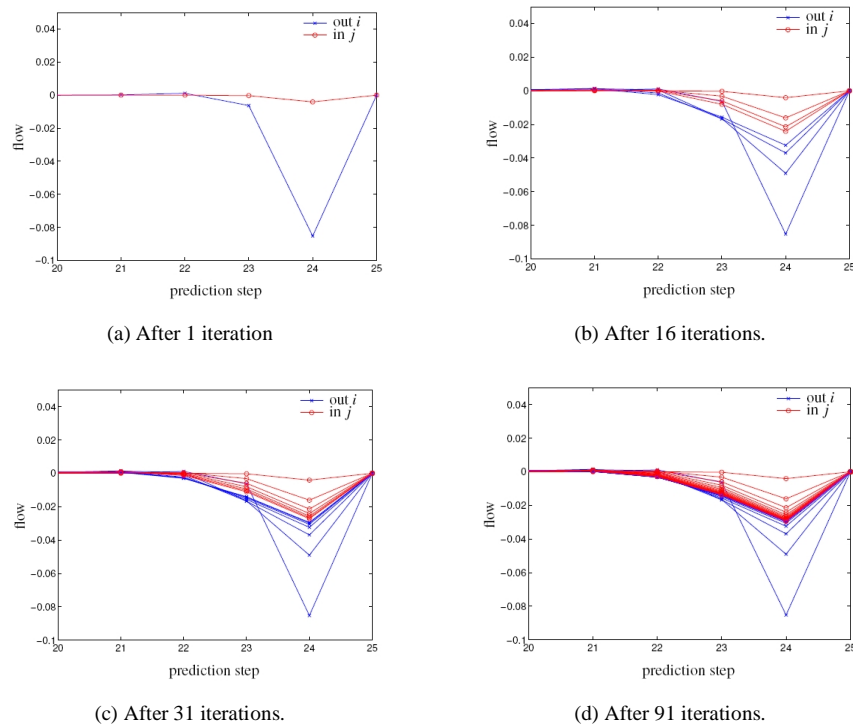 out i
in j
0.04
0.02
0
−0.02
−0.04
−0.06
−0.08
−0.1
flow
20 21 22 23 24 25
prediction step
(a) After 1 iteration
out i
in j
0.04
0.02
0
−0.02
−0.04
−0.06
−0.08
−0.1
flow
20 21 22 23 24 25
prediction step
(b) After 16 iterations.
out i
in j
0.04
0.02
0
−0.02
−0.04
−0.06
−0.08
−0.1
flow
20 21 22 23 24 25
prediction step
(c) After 31 iterations.
out i
in j
0.04
0.02
0
−0.02
−0.04
−0.06
−0.08
−0.1
flow
20 21 22 23 24 25
prediction step
(d) After 91 iterations.